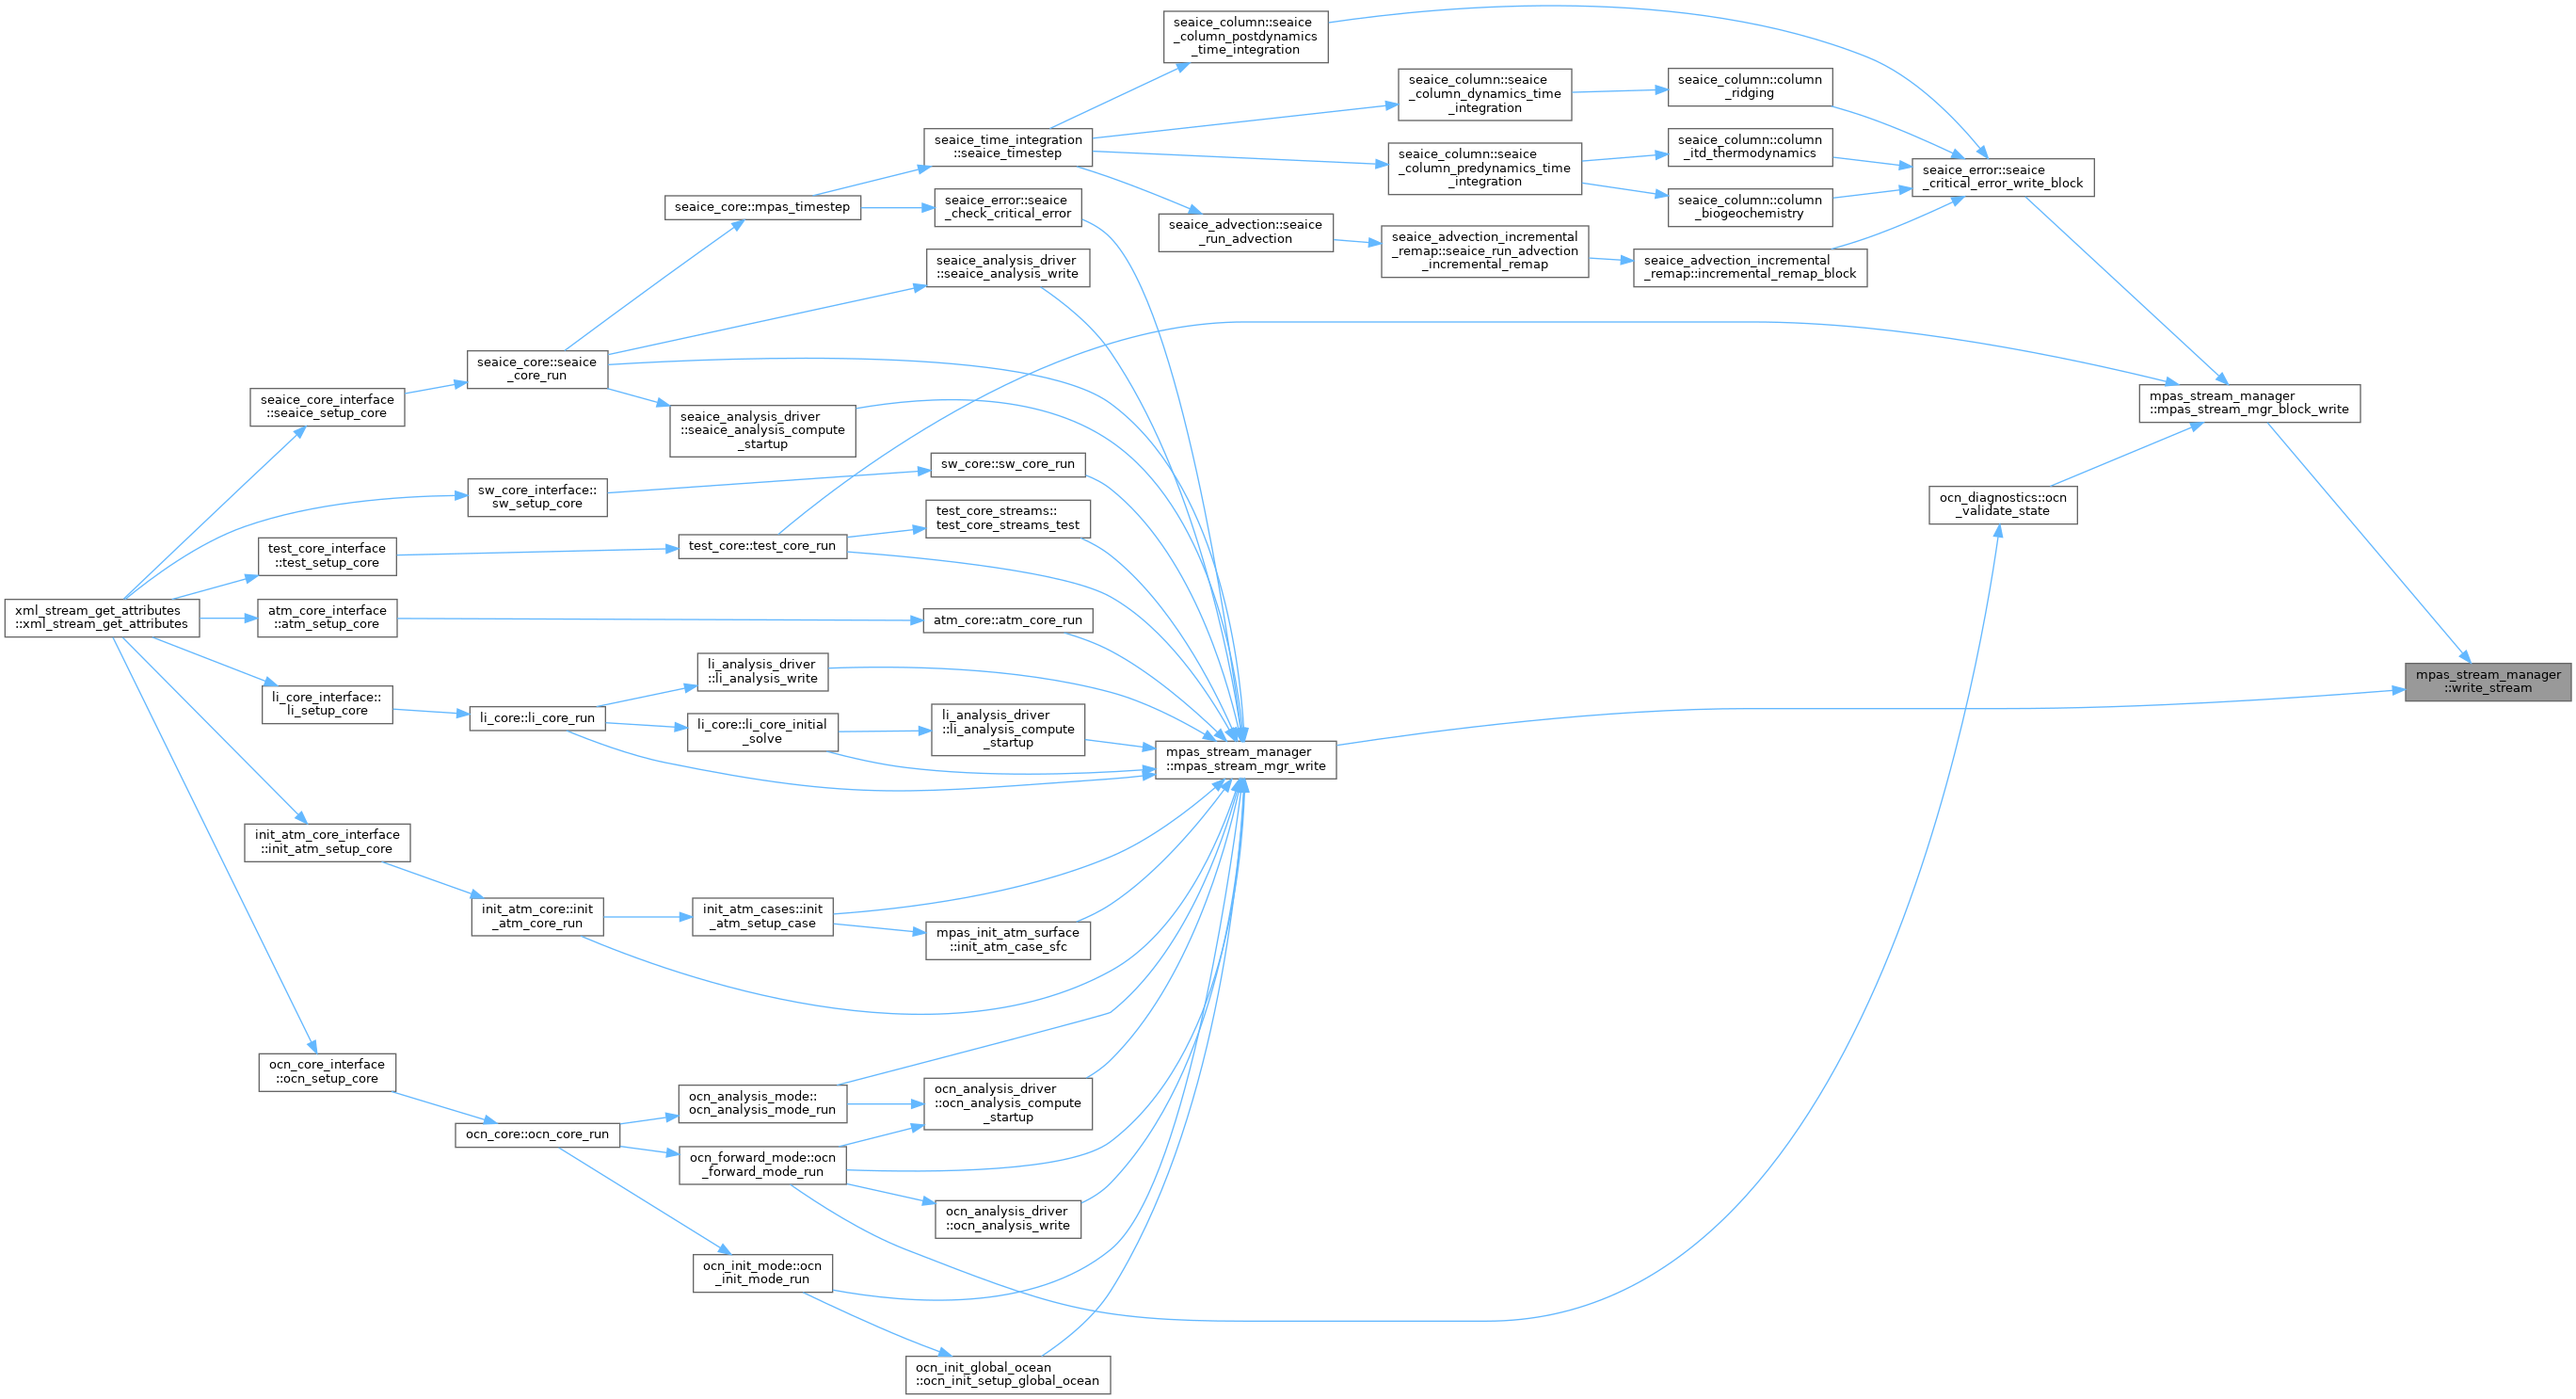 seaice_column::seaice
_column_postdynamics
_time_integration
seaice_column::seaice
_column_dynamics_time
_integration
seaice_column::column
_ridging
seaice_time_integration
::seaice_timestep
seaice_column::seaice
_column_predynamics_time
_integration
seaice_column::column
_itd_thermodynamics
seaice_error::seaice
_critical_error_write_block
seaice_core::mpas_timestep
seaice_error::seaice
_check_critical_error
seaice_column::column
_biogeochemistry
seaice_advection::seaice
_run_advection
seaice_advection_incremental
_remap::seaice_run_advection
_incremental_remap
seaice_advection_incremental
_remap::incremental_remap_block
seaice_analysis_driver
::seaice_analysis_write
seaice_core::seaice
_core_run
seaice_core_interface
::seaice_setup_core
seaice_analysis_driver
::seaice_analysis_compute
_startup
mpas_stream_manager
::mpas_stream_mgr_block_write
sw_core::sw_core_run
sw_core_interface::
sw_setup_core
test_core_streams::
test_core_streams_test
ocn_diagnostics::ocn
_validate_state
test_core_interface
::test_setup_core
test_core::test_core_run
xml_stream_get_attributes
::xml_stream_get_attributes
atm_core_interface
::atm_setup_core
atm_core::atm_core_run
li_analysis_driver
::li_analysis_write
mpas_stream_manager
::write_stream
li_core_interface::
li_setup_core
li_core::li_core_run
li_core::li_core_initial
_solve
li_analysis_driver
::li_analysis_compute
_startup
mpas_stream_manager
::mpas_stream_mgr_write
init_atm_core_interface
::init_atm_setup_core
init_atm_core::init
_atm_core_run
init_atm_cases::init
_atm_setup_case
mpas_init_atm_surface
::init_atm_case_sfc
ocn_core_interface
::ocn_setup_core
ocn_analysis_mode::
ocn_analysis_mode_run
ocn_analysis_driver
::ocn_analysis_compute
_startup
ocn_core::ocn_core_run
ocn_forward_mode::ocn
_forward_mode_run
ocn_analysis_driver
::ocn_analysis_write
ocn_init_mode::ocn
_init_mode_run
ocn_init_global_ocean
::ocn_init_setup_global_ocean